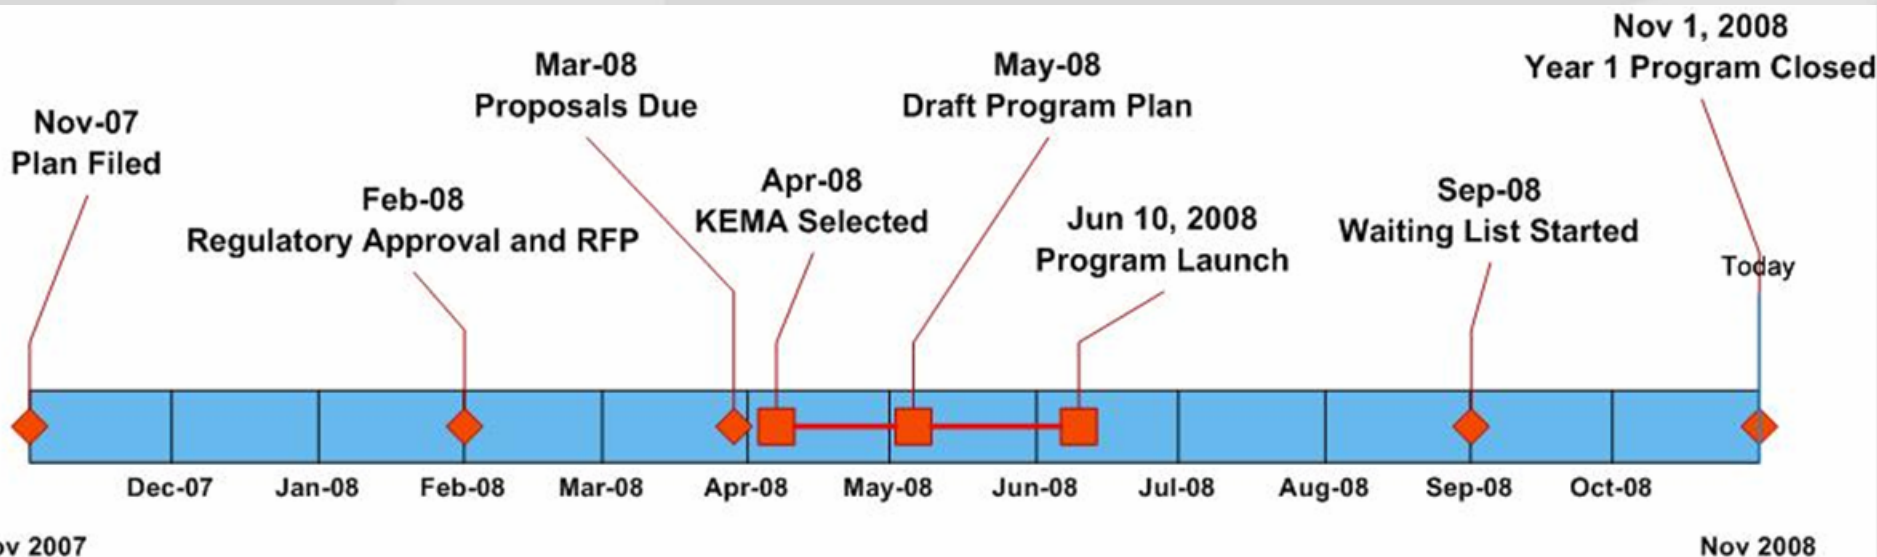 Nov 1, 2008
Year 1 Program Closed
Mar-08
Proposals Due
May-08
Draft Program Plan
Nov-07
Plan Filed
Apr-08
KEMA Selected
Feb-08
Regulatory Approval and RFP
Jun 10, 2008
Program Launch
Sep-08
Waiting List Started
Today
Dec-07 Jan-08 Feb-08 Mar-08 Apr-08 May-08 Jun-08 Jul-08 Aug-08 Sep-08 Oct-08
ov 2007 Nov 2008